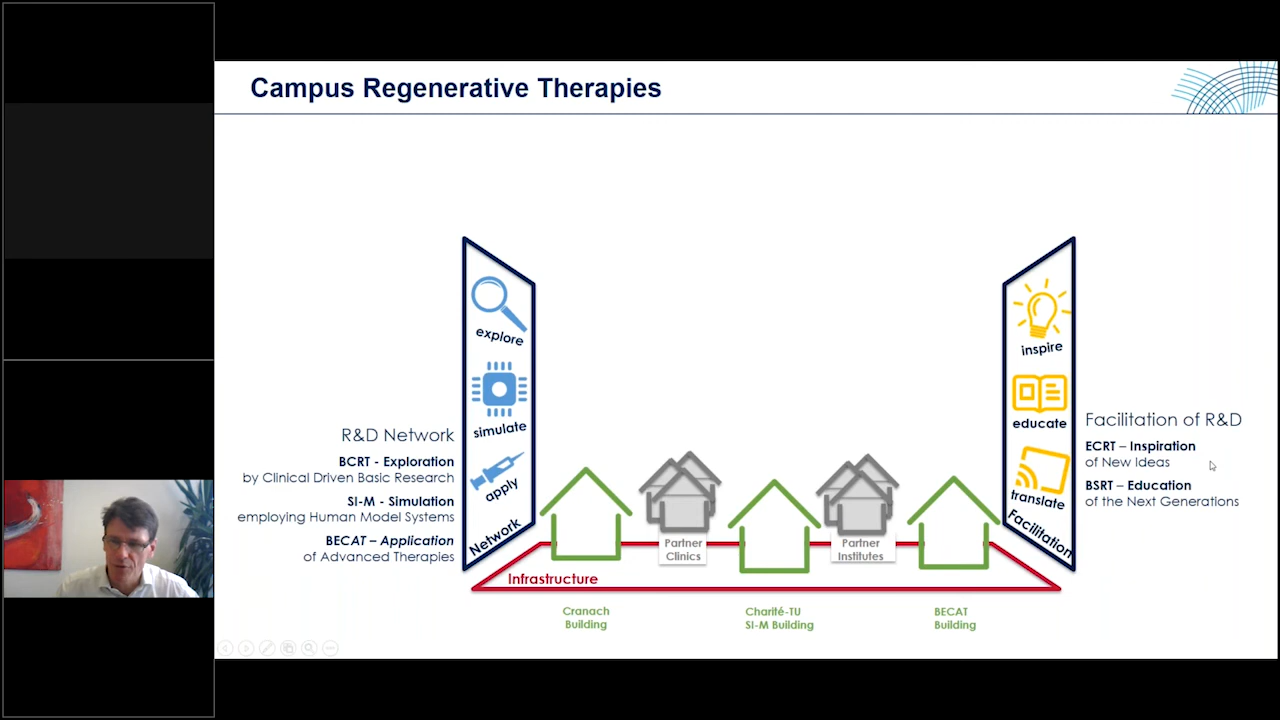 Campus Regenerative Therapies
explore
simulate
apply
Network
R&D Network
BCRT - Exploration
by Clinical Driven Basic Research
SI-M - Simulation
employing Human Model Systems
BECAT – Application
of Advanced Therapies
inspire
educate
translate
Facilitation
Facilitation of R&D
ECRT – Inspiration
of New Ideas
BSRT – Education
of the Next Generations
Partner
Clinics
Partner
Institutes
Infrastructure
Cranach
Building
Charité-TU
SI-M Building
BECAT
Building